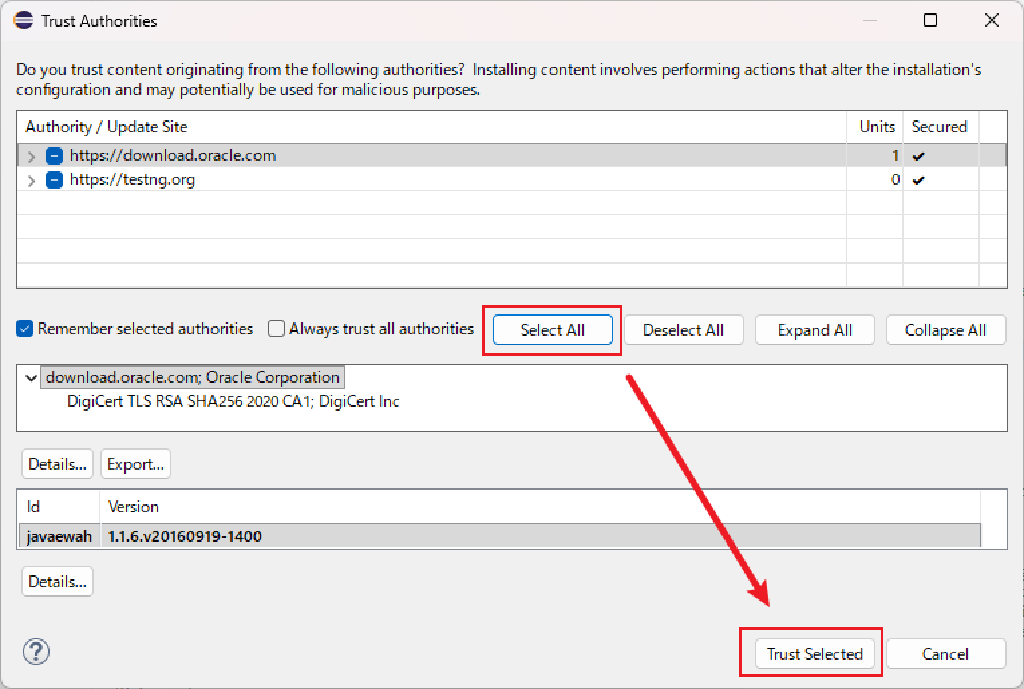 Trust Authorities
Do you trust content originating from the following authorities?  Installing content involves performing actions that alter the installation's
configuration and may potentially be used for malicious purposes.
Authority / Update Site Units Secured
https://download.oracle.com 1
https://testng.org 0
Remember selected authorities Always trust all authorities Select All Deselect All Expand All Collapse All
download.oracle.com; Oracle Corporation
DigiCert TLS RSA SHA256 2020 CA1; DigiCert Inc
Details... Export...
Id Version
javaewah 1.1.6.v20160919-1400
Details...
? Trust Selected Cancel